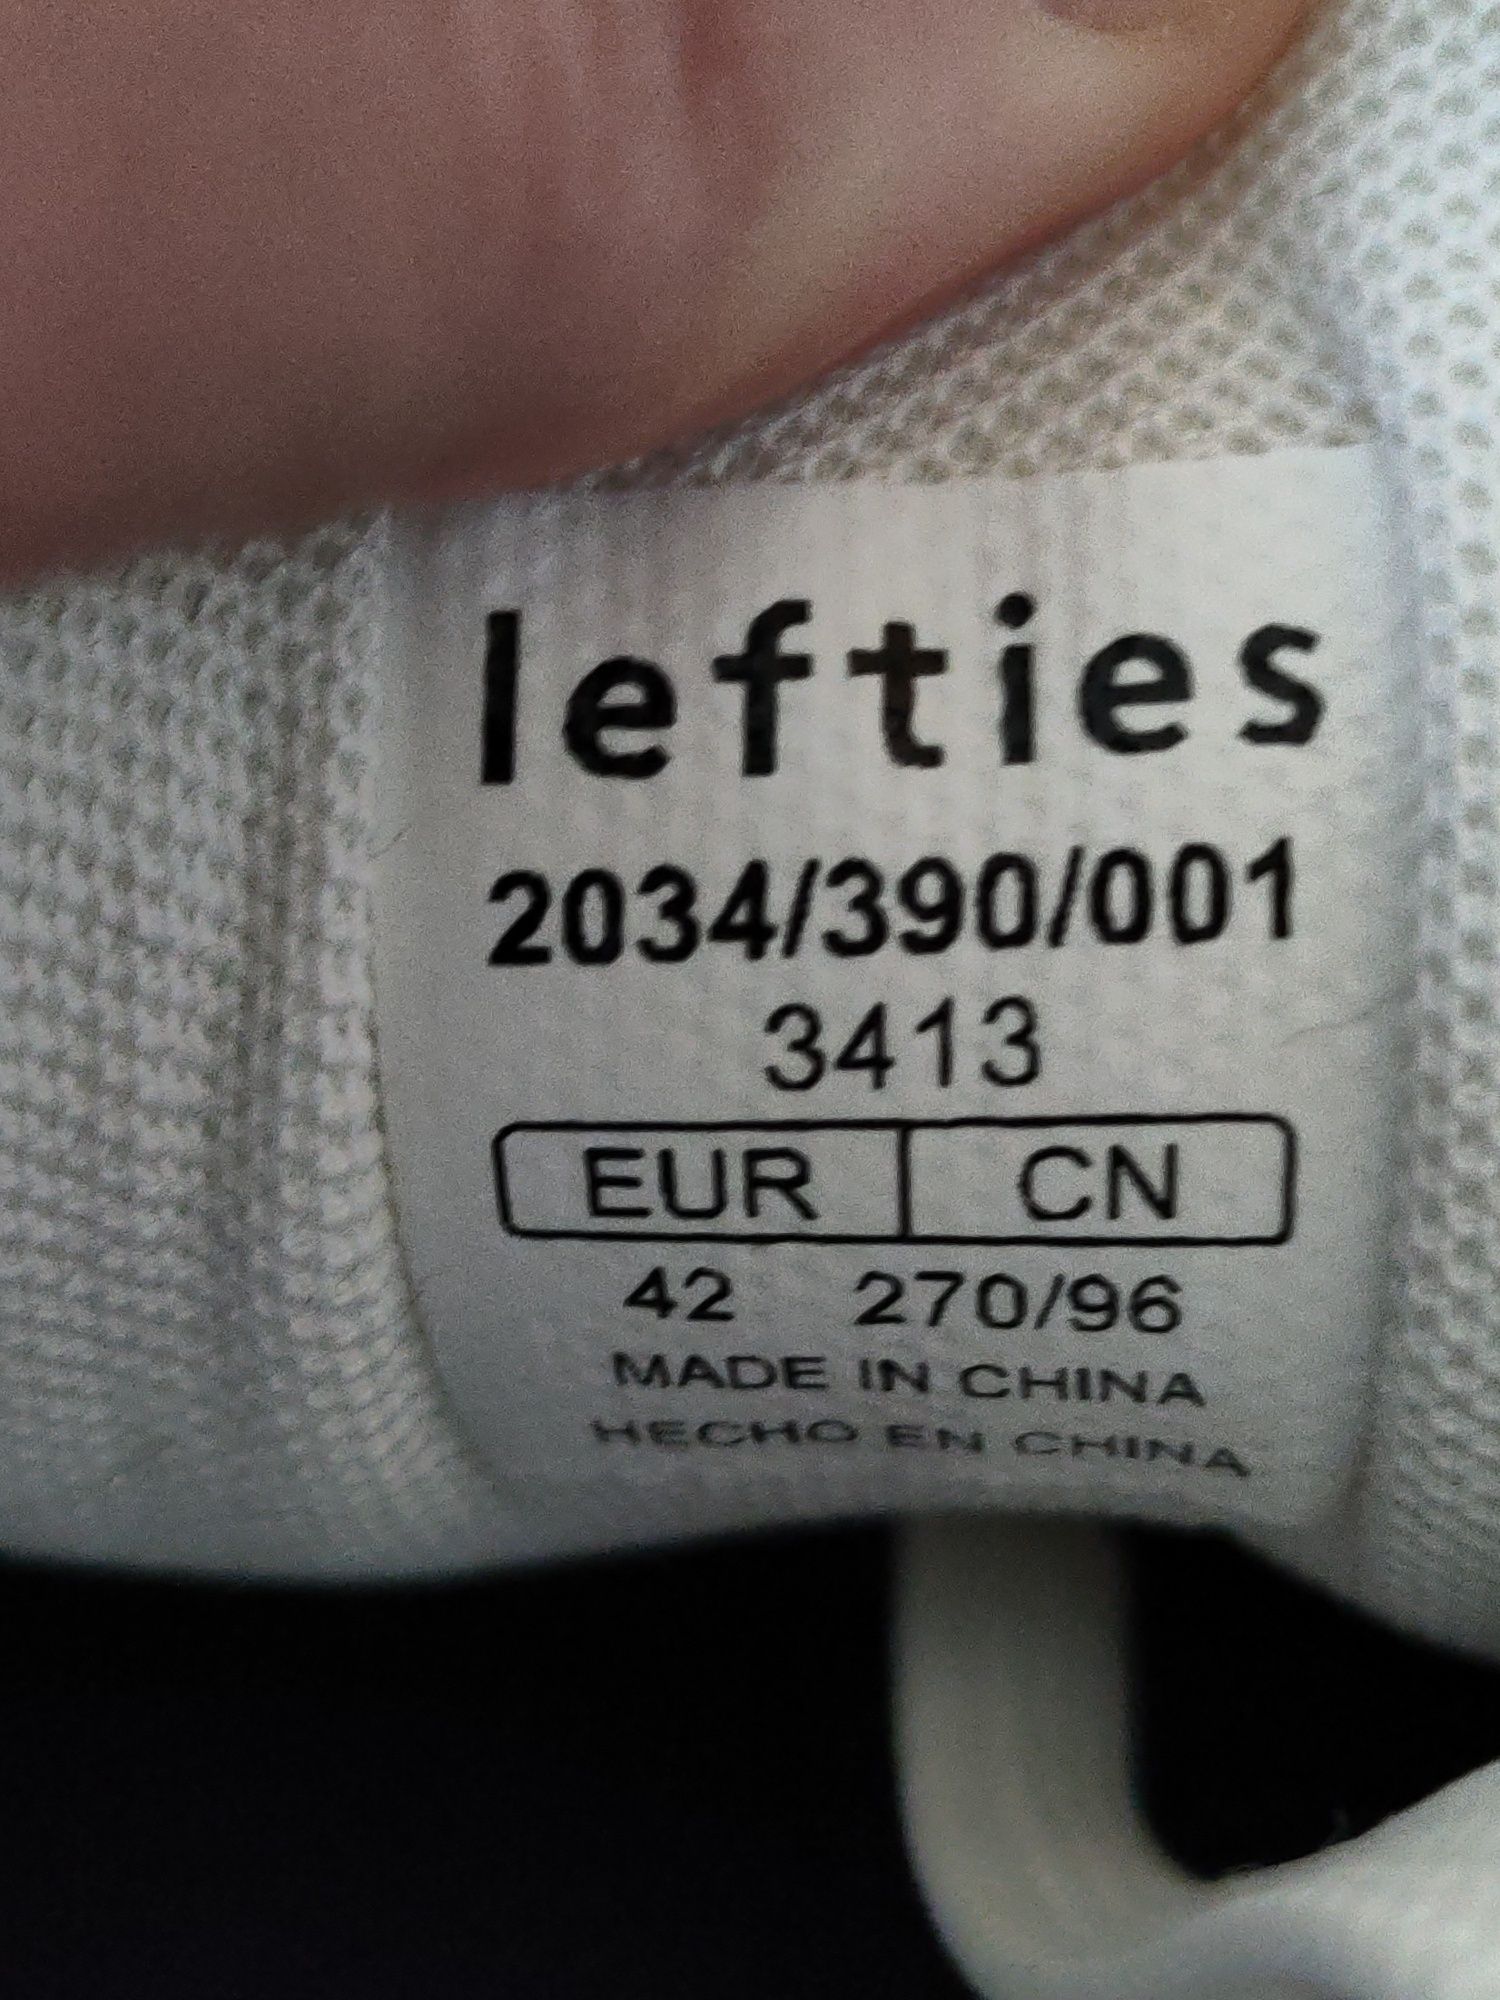 lefties
2034/390/001
3413
EUR CN
42 270/96
MADE IN CHINA
HECHO EN CHINA